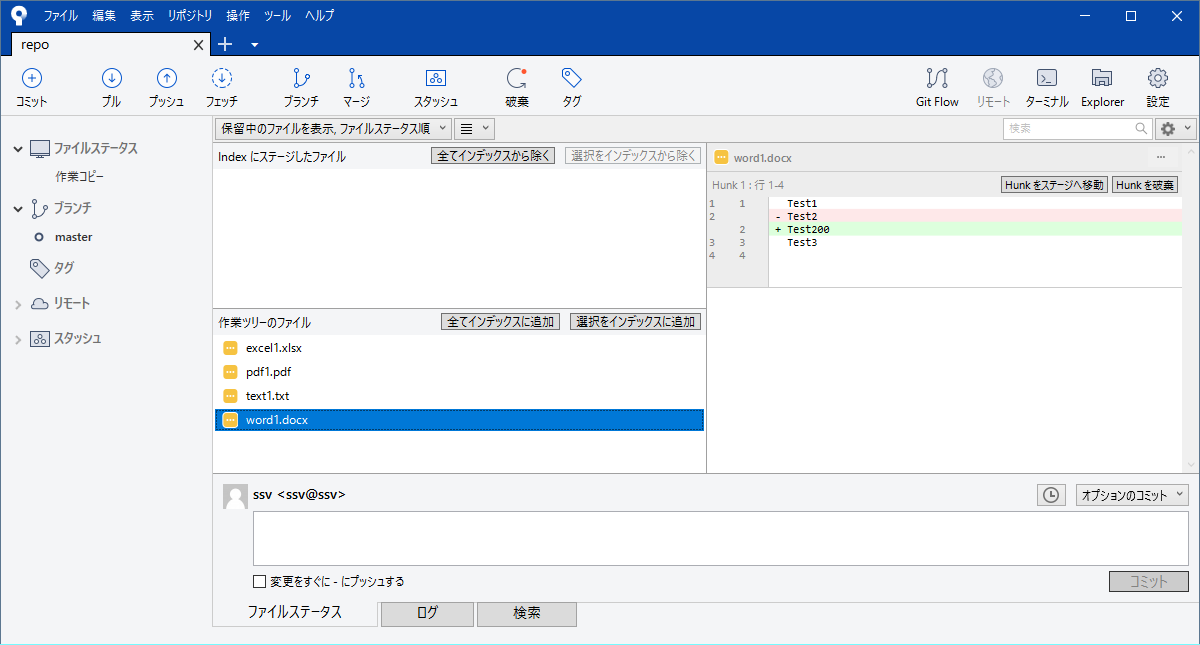 ファイル 編集 表示 リポジトリ 操作 ツール ヘルプ
repo
コミット プル プッシュ フェッチ ブランチ マージ スタッシュ 破棄 タグ Git Flow リモート ターミナル Explorer 設定
保留中のファイルを表示, ファイルステータス順
検索
ファイルステータス
作業コピー
ブランチ
master
タグ
リモート
スタッシュ
Index にステージしたファイル 全てインデックスから除く 選択をインデックスから除く
作業ツリーのファイル 全てインデックスに追加 選択をインデックスに追加
excel1.xlsx
pdf1.pdf
text1.txt
word1.docx
word1.docx ...
Hunk 1 : 行 1-4 Hunk をステージへ移動 Hunk を破棄
1 1 Test1
2 - Test2
2 + Test200
3 3 Test3
4 4
ssv <ssv@ssv>
オプションのコミット
変更をすぐに - にプッシュする
コミット
ファイルステータス ログ 検索